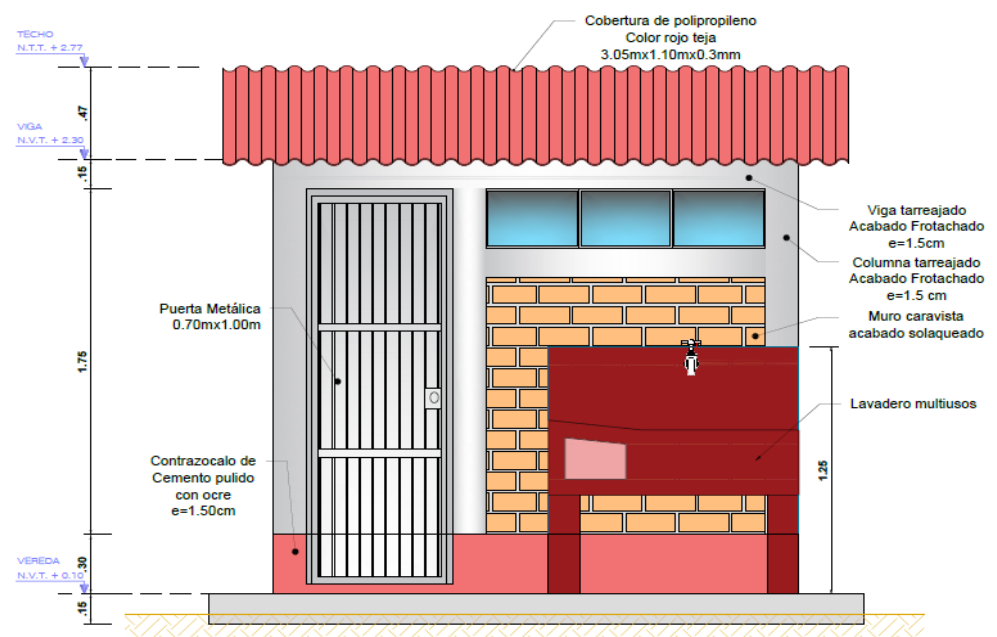 Cobertura de polipropileno
Color rojo teja
3.05mx1.10mx0.3mm
TECHO
N.T.T. + 2.77
.47
VIGA
N.V.T. + 2.30
.15
Viga tarreajado
Acabado Frotachado
e=1.5cm
Columna tarreajado
Acabado Frotachado
e=1.5 cm
Muro caravista
acabado solaqueado
Puerta Metálica
0.70mx1.00m
1.75
Lavadero multiusos
1.25
Contrazocalo de
Cemento pulido
con ocre
e=1.50cm
VEREDA
N.V.T. + 0.10
.30
.15